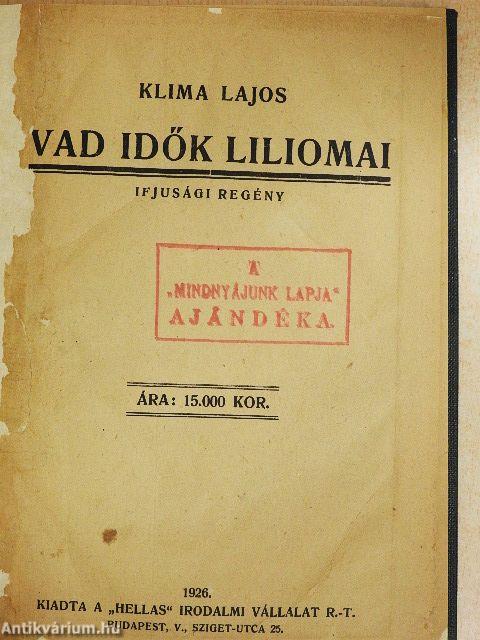 KLIMA LAJOS
VAD IDŐK LILIOMAI
IFJUSÁGI REGÉNY
A
„MINDNYÁJUNK LAPJA"
AJÁNDÉKA.
ÁRA: 15.000 KOR.
1926.
KIADTA A „HELLAS" IRODALMI VÁLLALAT R.-T.
BUDAPEST, V., SZIGET-UTCA 25.
Antikvárium.hu